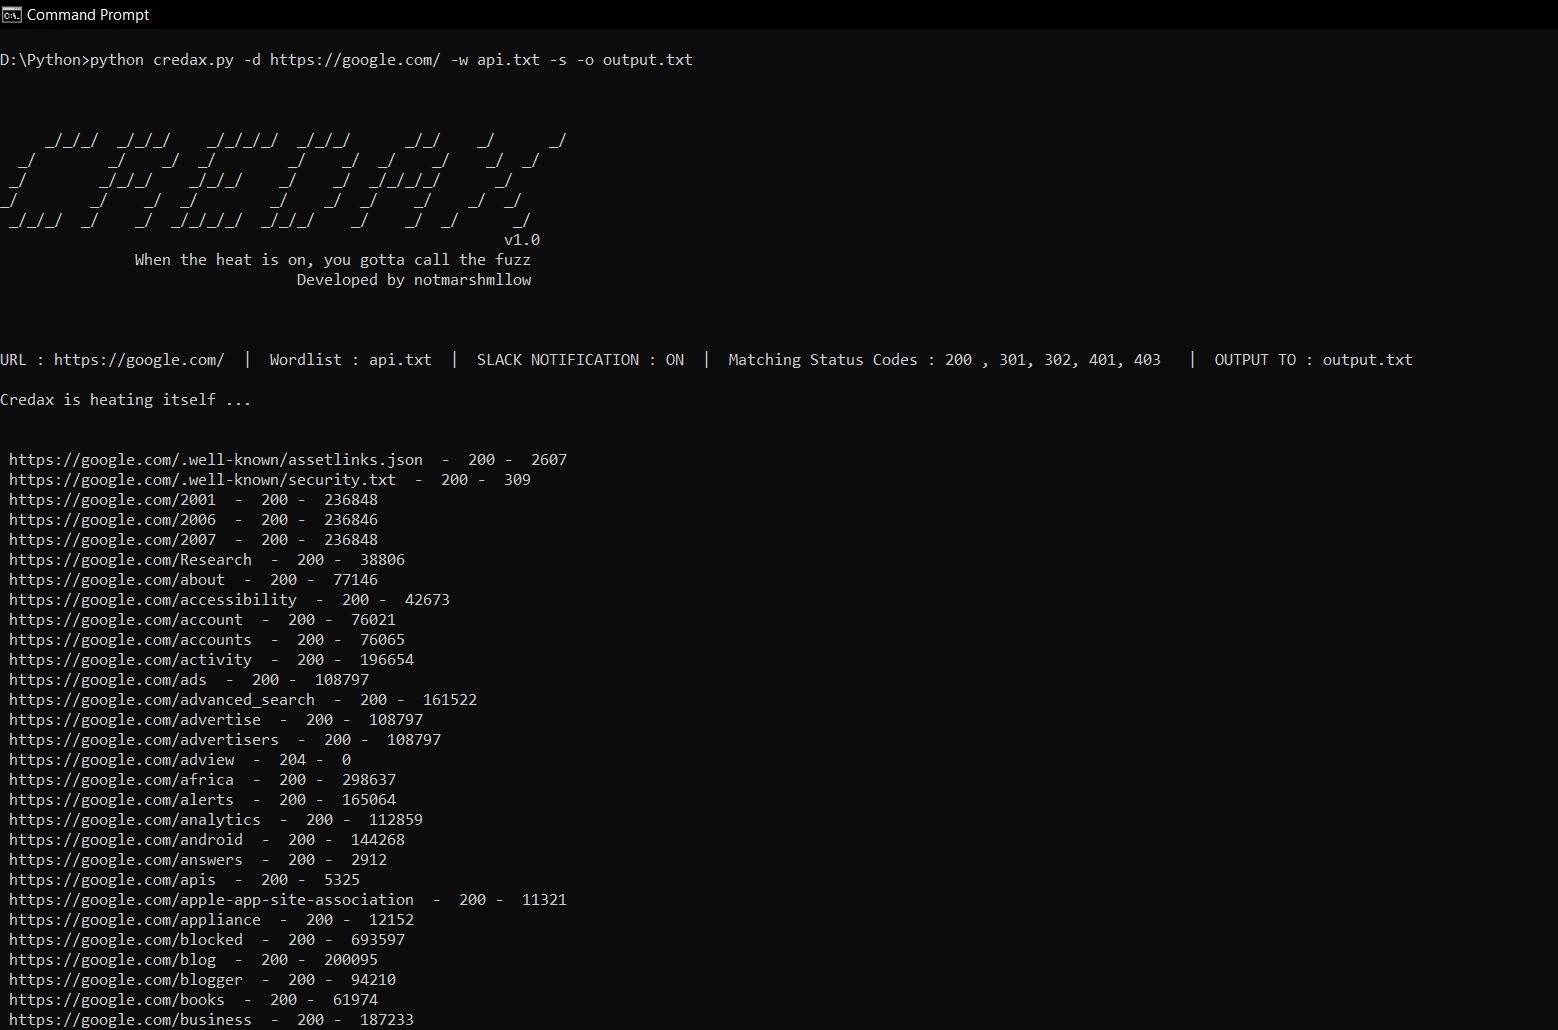 Command Prompt
D:\Python>python credax.py -d https://google.com/ -w api.txt -s -o output.txt
CREDAX
v1.0
When the heat is on, you gotta call the fuzz
Developed by notmarshmllow
URL : https://google.com/  |  Wordlist : api.txt  |  SLACK NOTIFICATION : ON  |  Matching Status Codes : 200 , 301, 302, 401, 403   |  OUTPUT TO : output.txt
Credax is heating itself ...
https://google.com/.well-known/assetlinks.json  -  200 -  2607
https://google.com/.well-known/security.txt  -  200 -  309
https://google.com/2001  -  200 -  236848
https://google.com/2006  -  200 -  236846
https://google.com/2007  -  200 -  236848
https://google.com/Research  -  200 -  38806
https://google.com/about  -  200 -  77146
https://google.com/accessibility  -  200 -  42673
https://google.com/account  -  200 -  76021
https://google.com/accounts  -  200 -  76065
https://google.com/activity  -  200 -  196654
https://google.com/ads  -  200 -  108797
https://google.com/advanced_search  -  200 -  161522
https://google.com/advertise  -  200 -  108797
https://google.com/advertisers  -  200 -  108797
https://google.com/adview  -  204 -  0
https://google.com/africa  -  200 -  298637
https://google.com/alerts  -  200 -  165064
https://google.com/analytics  -  200 -  112859
https://google.com/android  -  200 -  144268
https://google.com/answers  -  200 -  2912
https://google.com/apis  -  200 -  5325
https://google.com/apple-app-site-association  -  200 -  11321
https://google.com/appliance  -  200 -  12152
https://google.com/blocked  -  200 -  693597
https://google.com/blog  -  200 -  200095
https://google.com/blogger  -  200 -  94210
https://google.com/books  -  200 -  61974
https://google.com/business  -  200 -  187233